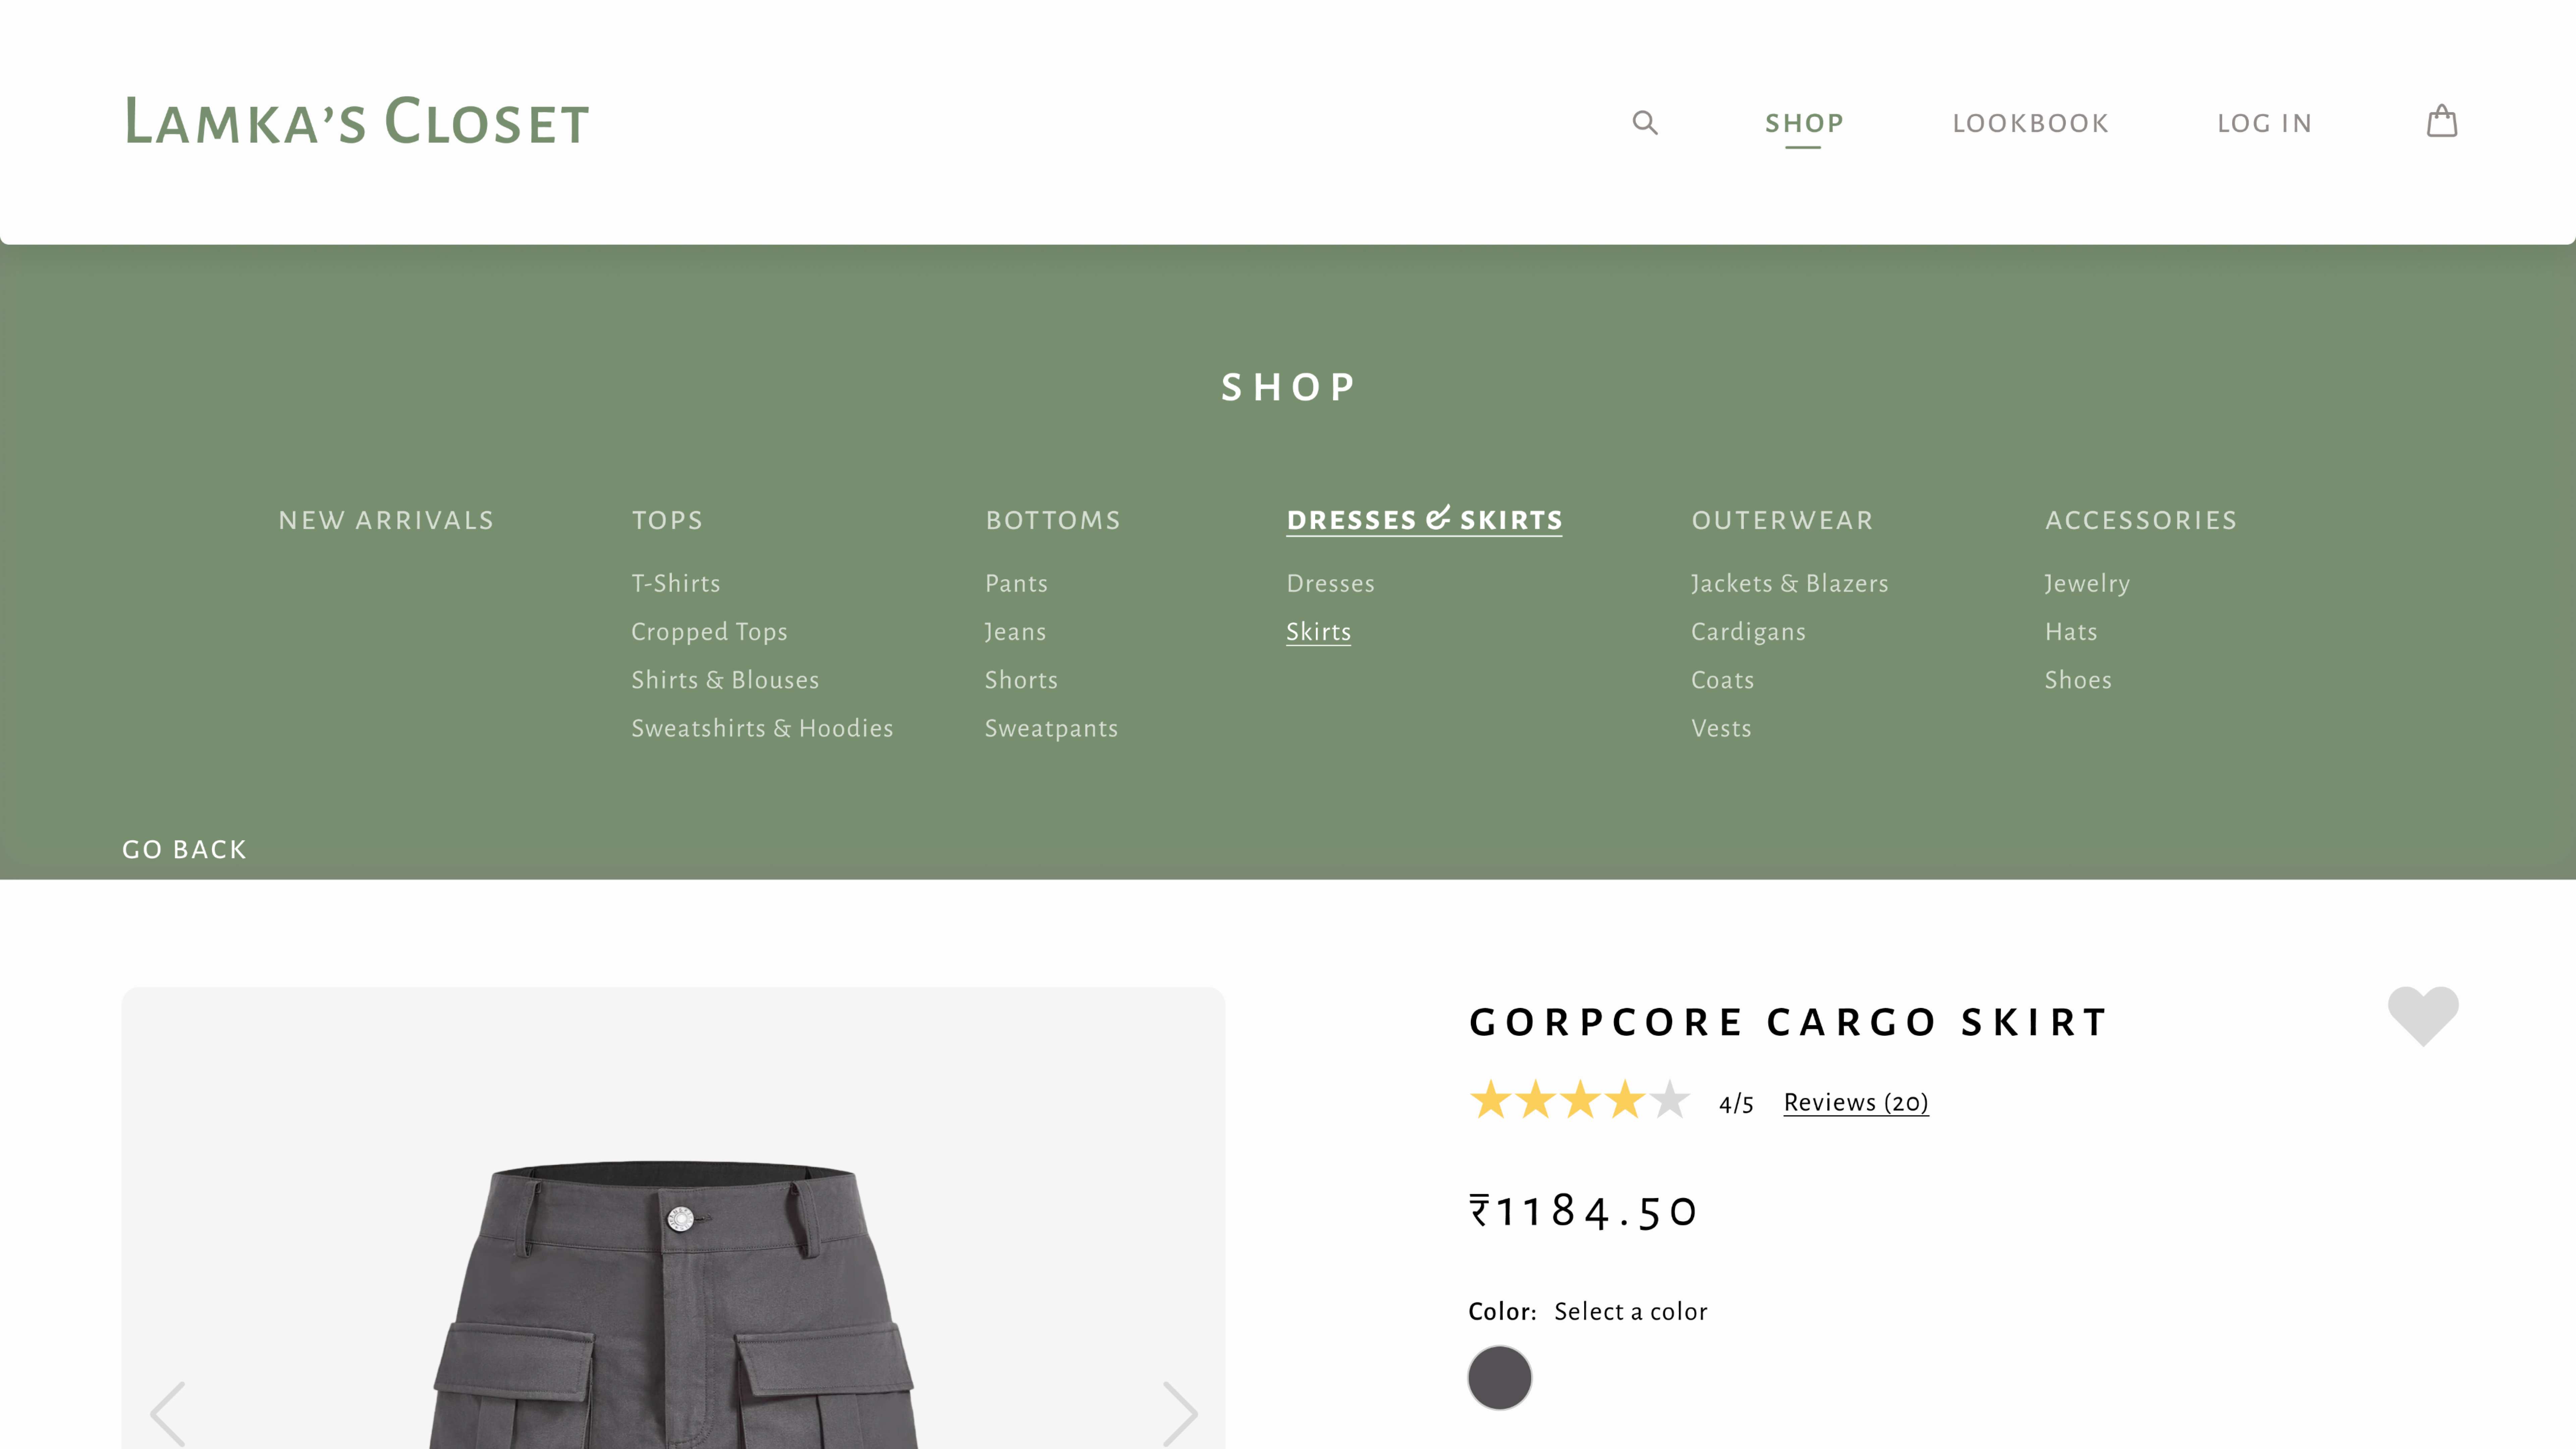 LAMKA'S CLOSET
SHOP
LOOKBOOK
LOG IN
SHOP
NEW ARRIVALS
TOPS
T-Shirts
Cropped Tops
Shirts & Blouses
Sweatshirts & Hoodies
BOTTOMS
Pants
Jeans
Shorts
Sweatpants
DRESSES & SKIRTS
Dresses
Skirts
OUTERWEAR
Jackets & Blazers
Cardigans
Coats
Vests
ACCESSORIES
Jewelry
Hats
Shoes
GO BACK
GORPCORE CARGO SKIRT
4/5 Reviews (20)
₹1184.50
Color: Select a color